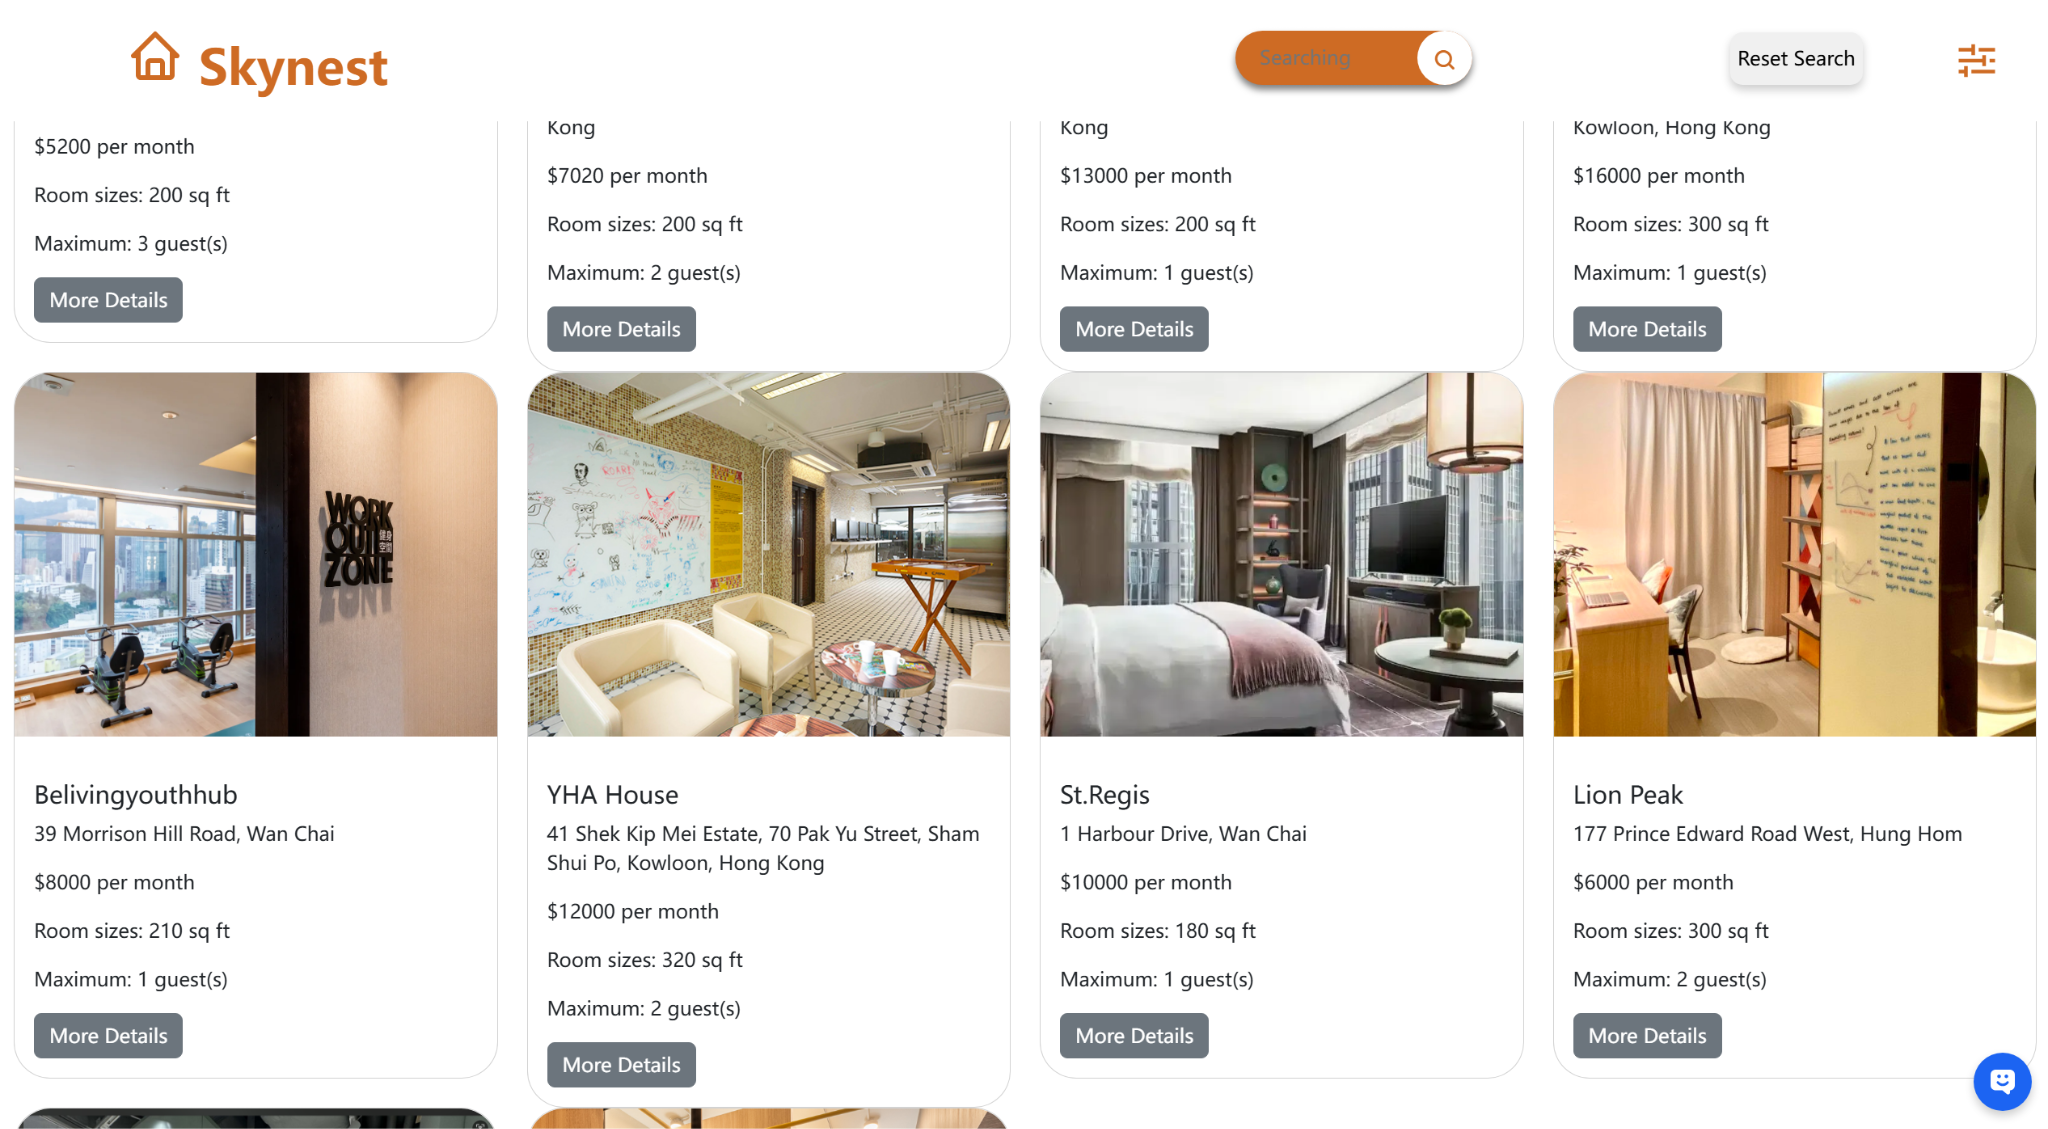 Skynest
Searching
Reset Search
$5200 per month
Room sizes: 200 sq ft
Maximum: 3 guest(s)
More Details
Kong
$7020 per month
Room sizes: 200 sq ft
Maximum: 2 guest(s)
More Details
Kong
$13000 per month
Room sizes: 200 sq ft
Maximum: 1 guest(s)
More Details
Kowloon, Hong Kong
$16000 per month
Room sizes: 300 sq ft
Maximum: 1 guest(s)
More Details
WORK
OUT
ZONE
Belivingyouthhub
39 Morrison Hill Road, Wan Chai
$8000 per month
Room sizes: 210 sq ft
Maximum: 1 guest(s)
More Details
YHA House
41 Shek Kip Mei Estate, 70 Pak Yu Street, Sham
Shui Po, Kowloon, Hong Kong
$12000 per month
Room sizes: 320 sq ft
Maximum: 2 guest(s)
More Details
St.Regis
1 Harbour Drive, Wan Chai
$10000 per month
Room sizes: 180 sq ft
Maximum: 1 guest(s)
More Details
Lion Peak
177 Prince Edward Road West, Hung Hom
$6000 per month
Room sizes: 300 sq ft
Maximum: 2 guest(s)
More Details